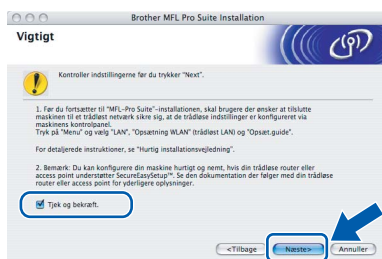 Brother MFL Pro Suite Installation
Vigtigt
Kontroller indstillingerne før du trykker "Next".
1. Før du fortsætter til "MFL-Pro Suite"-installationen, skal brugere der ønsker at tilslutte
maskinen til et trådløst netværk sikre sig, at de trådløse indstillinger er konfigureret via
maskinens kontrolpanel.
Tryk på "Menu" og vælg "LAN", "Opsætning WLAN" (trådløst LAN) og "Opsæt.guide".
For detaljerede instruktioner, se "Hurtig installationsvejledning".
2. Bemærk: Du kan konfigurere din maskine hurtigt og nemt, hvis din trådløse router eller
access point understøtter SecureEasySetup™. Se den dokumentation der følger med din trådløse
router eller access point for yderligere oplysninger.
Tjek og bekræft.
<Tilbage
Næste>
Annuller